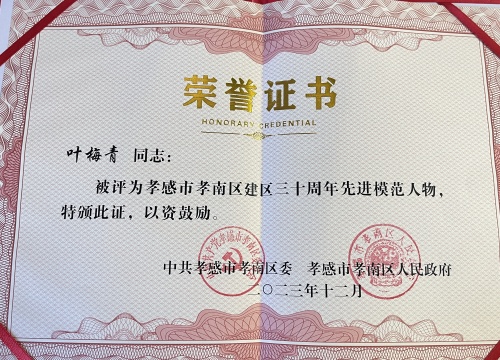 荣誉证书
HONORARY CREDENTIAL
叶梅青 同志：
被评为孝感市孝南区建区三十周年先进模范人物，
特颁此证，以资鼓励。
中共孝感市孝南区委 孝感市孝南区人民政府
二〇二三年十二月